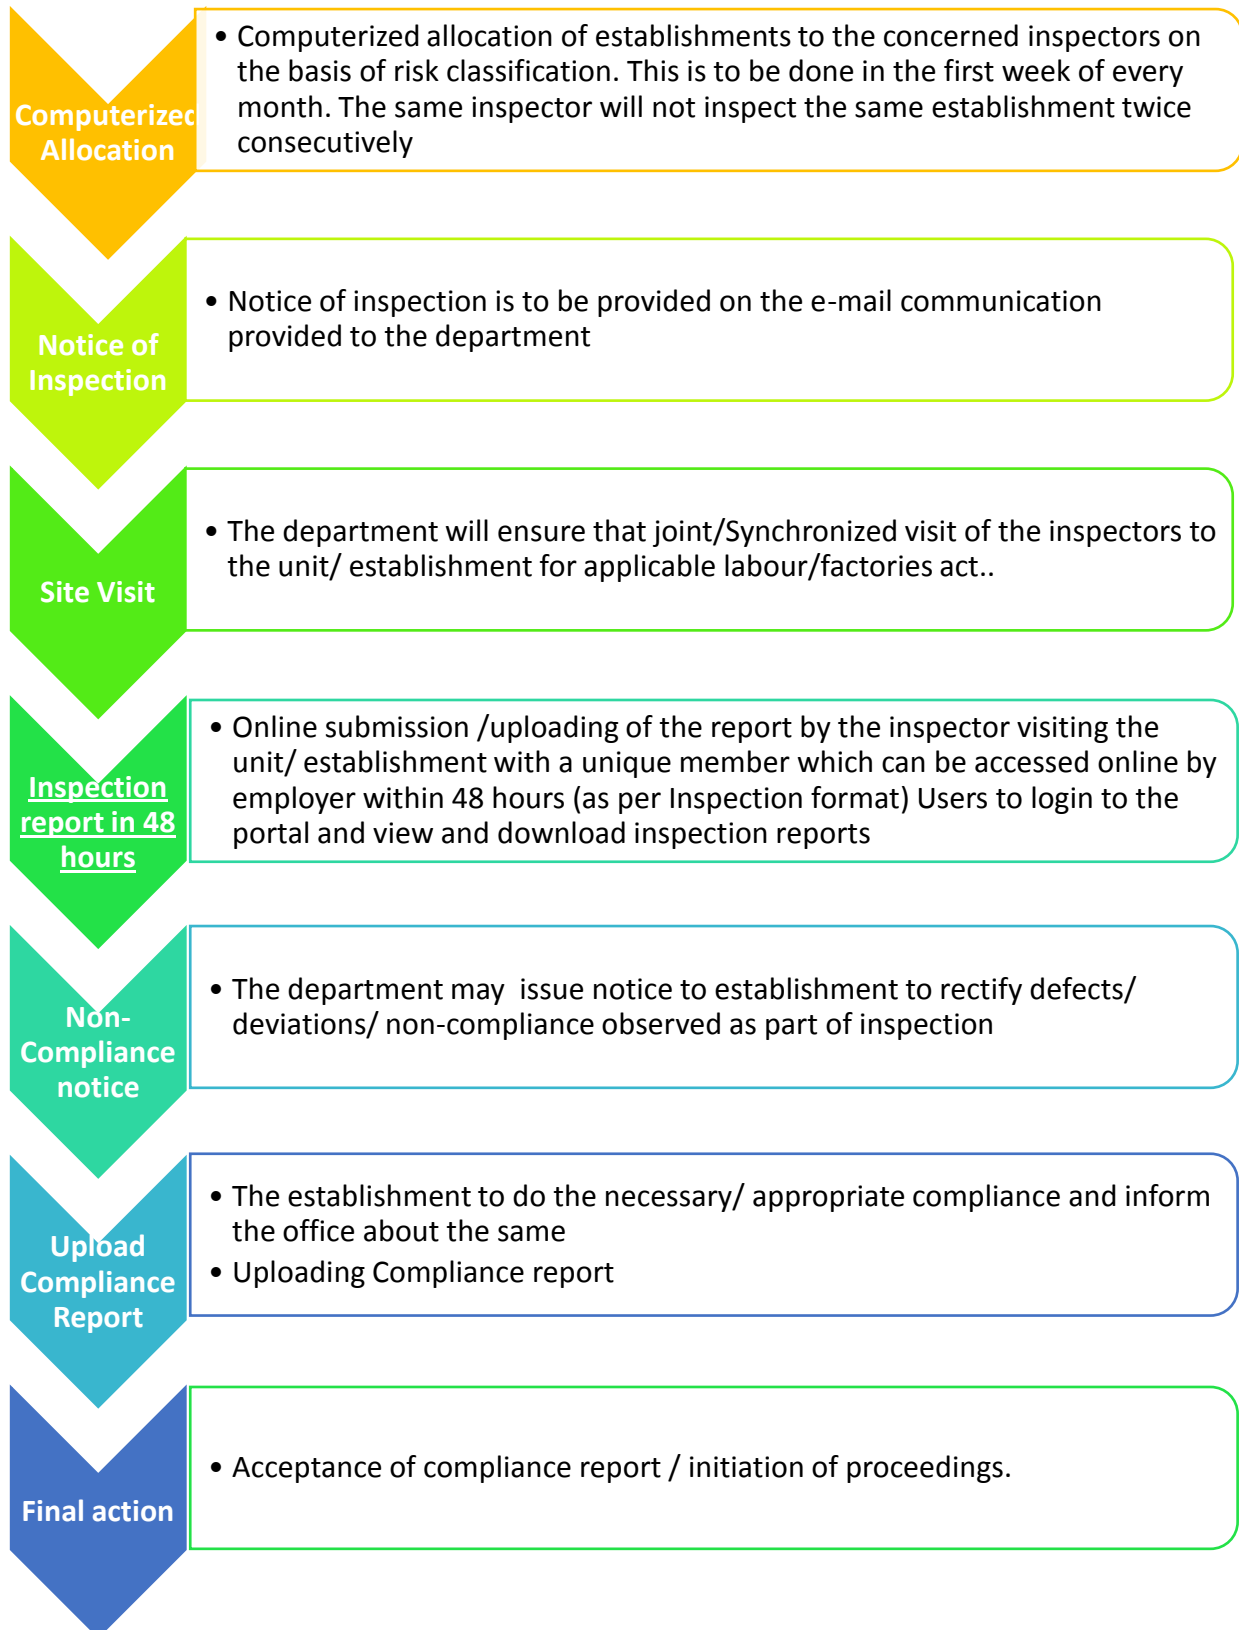 • Computerized allocation of establishments to the concerned inspectors on
the basis of risk classification. This is to be done in the first week of every
month. The same inspector will not inspect the same establishment twice
consecutively
Computerized
Allocation
• Notice of inspection is to be provided on the e-mail communication
provided to the department
Notice of
Inspection
• The department will ensure that joint/Synchronized visit of the inspectors to
the unit/ establishment for applicable labour/factories act..
Site Visit
• Online submission /uploading of the report by the inspector visiting the
unit/ establishment with a unique member which can be accessed online by
employer within 48 hours (as per Inspection format) Users to login to the
portal and view and download inspection reports
Inspection
report in 48
hours
• The department may  issue notice to establishment to rectify defects/
deviations/ non-compliance observed as part of inspection
Non-
Compliance
notice
• The establishment to do the necessary/ appropriate compliance and inform
the office about the same
• Uploading Compliance report
Upload
Compliance
Report
• Acceptance of compliance report / initiation of proceedings.
Final action